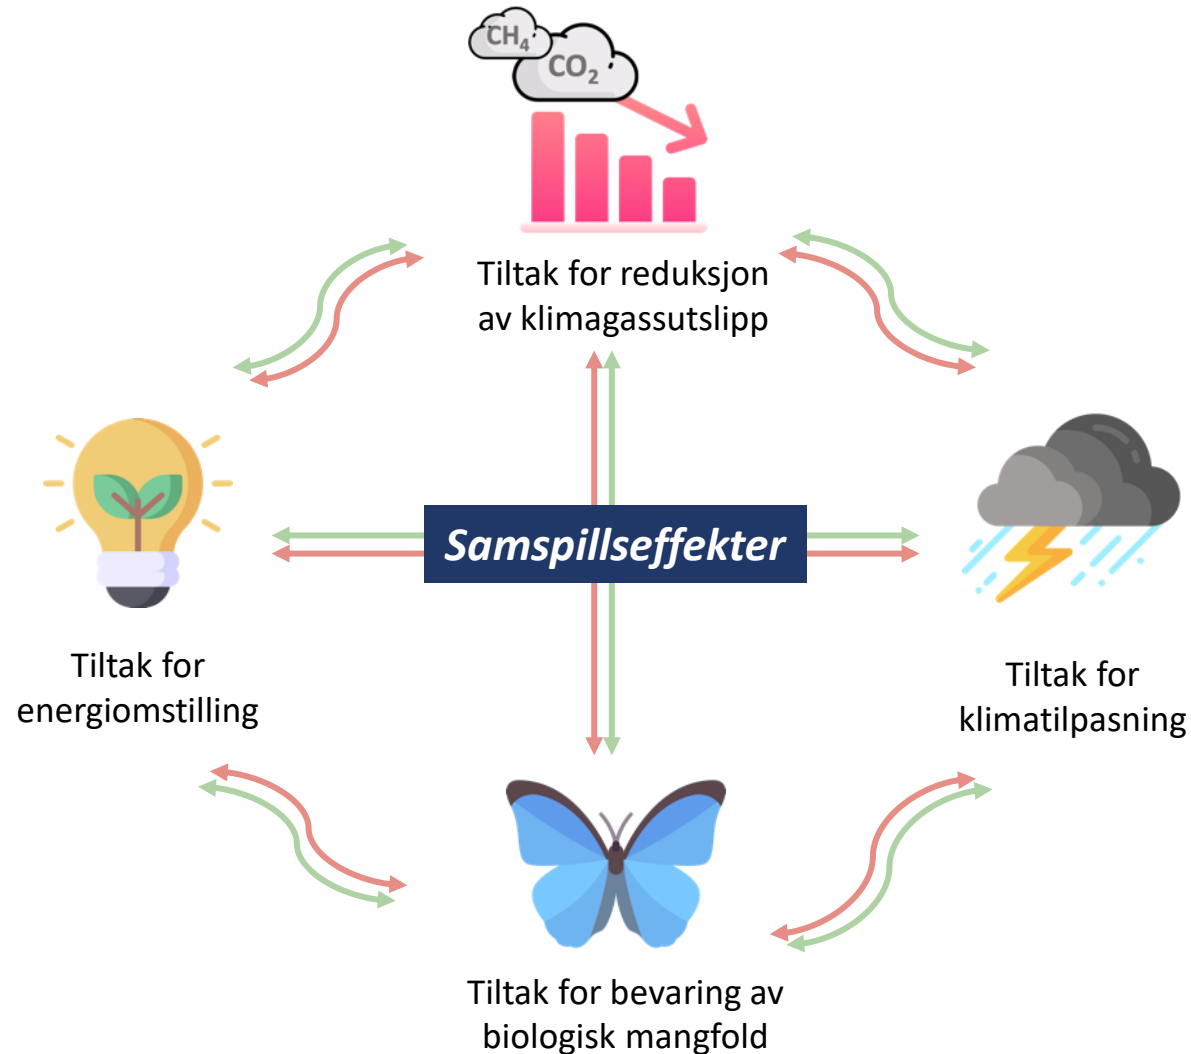 CH₄
CO₂
Tiltak for reduksjon
av klimagassutslipp
Samspillseffekter
Tiltak for
energiomstilling
Tiltak for
klimatilpasning
Tiltak for bevaring av
biologisk mangfold